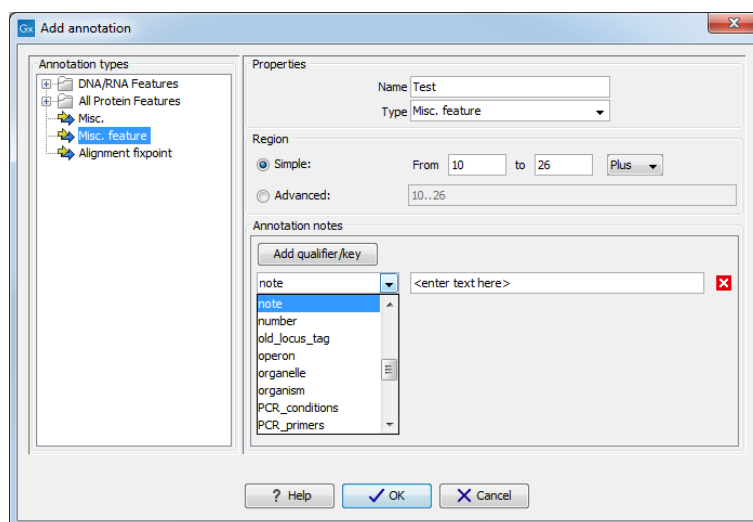 Gx Add annotation
Annotation types
DNA/RNA Features
All Protein Features
Misc.
Misc. feature
Alignment fixpoint
Properties
Name Test
Type Misc. feature
Region
Simple: From 10 to 26 Plus
Advanced: 10..26
Annotation notes
Add qualifier/key
note <enter text here>
note
number
old_locus_tag
operon
organelle
organism
PCR_conditions
PCR_primers
? Help OK Cancel